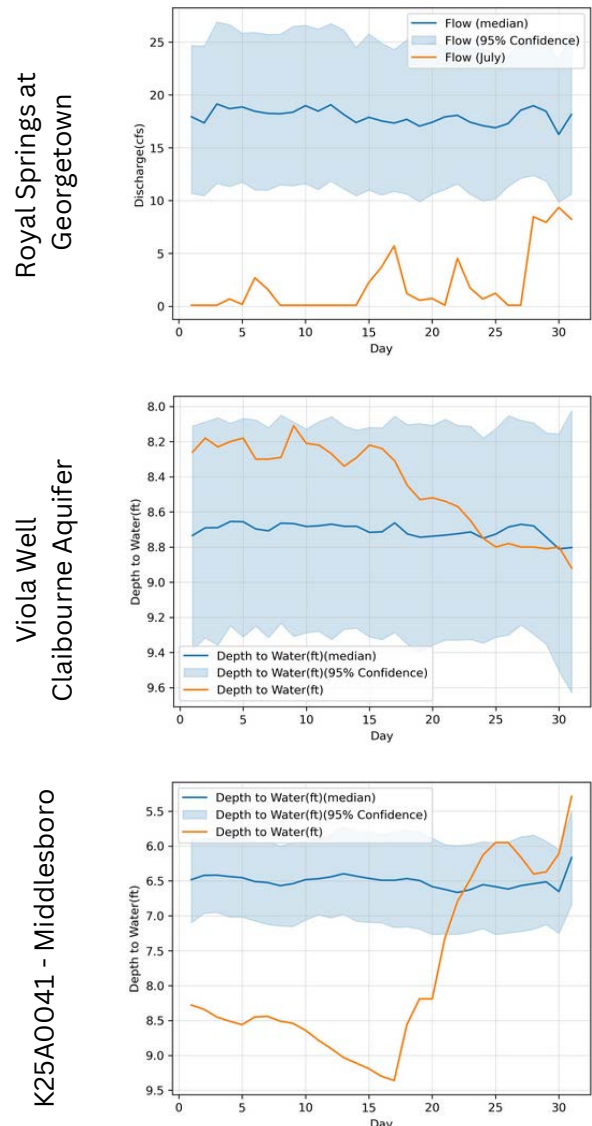 Royal Springs at
Georgetown
Flow (median)
Flow (95% Confidence)
Flow (July)
Discharge(cfs)
25
20
15
10
5
0
0 5 10 15 20 25 30
Day
Viola Well
Claibourne Aquifer
Depth to Water(ft)
8.0
8.2
8.4
8.6
8.8
9.0
9.2
9.4
9.6
Depth to Water(ft)(median)
Depth to Water(ft)(95% Confidence)
Depth to Water(ft)
0 5 10 15 20 25 30
Day
K25A0041 - Middlesboro
Depth to Water(ft)(median)
Depth to Water(ft)(95% Confidence)
Depth to Water(ft)
Depth to Water(ft)
5.5
6.0
6.5
7.0
7.5
8.0
8.5
9.0
9.5
0 5 10 15 20 25 30
Day